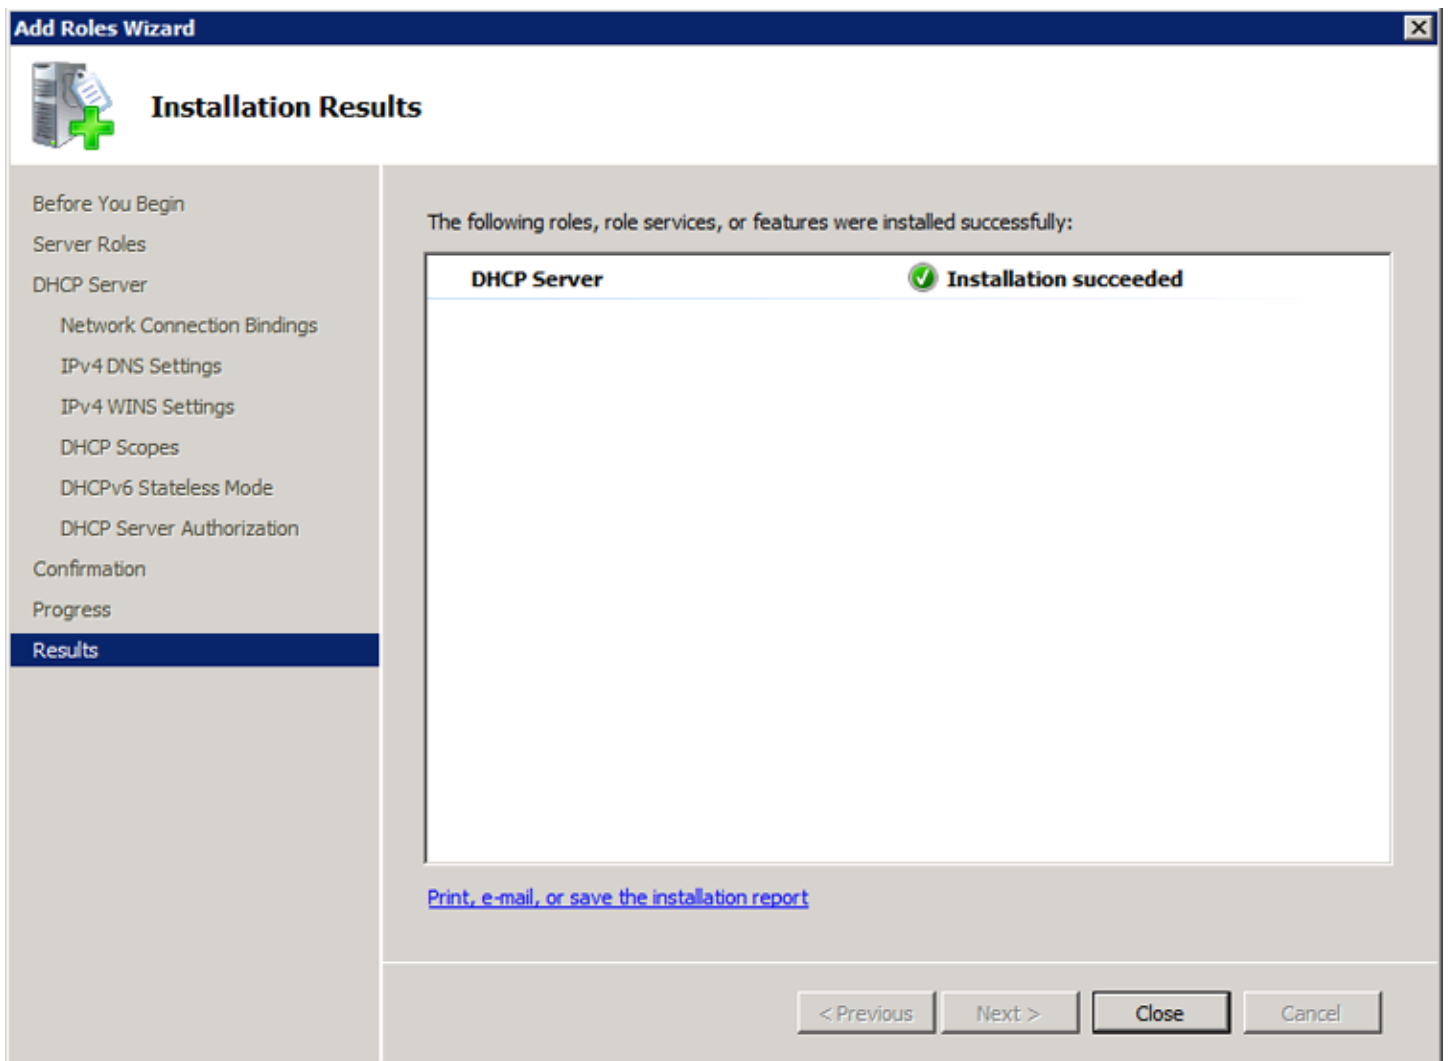 Add Roles Wizard
Installation Results
Before You Begin
Server Roles
DHCP Server
Network Connection Bindings
IPv4 DNS Settings
IPv4 WINS Settings
DHCP Scopes
DHCPv6 Stateless Mode
DHCP Server Authorization
Confirmation
Progress
Results
The following roles, role services, or features were installed successfully:
DHCP Server Installation succeeded
Print, e-mail, or save the installation report
< Previous Next > Close Cancel